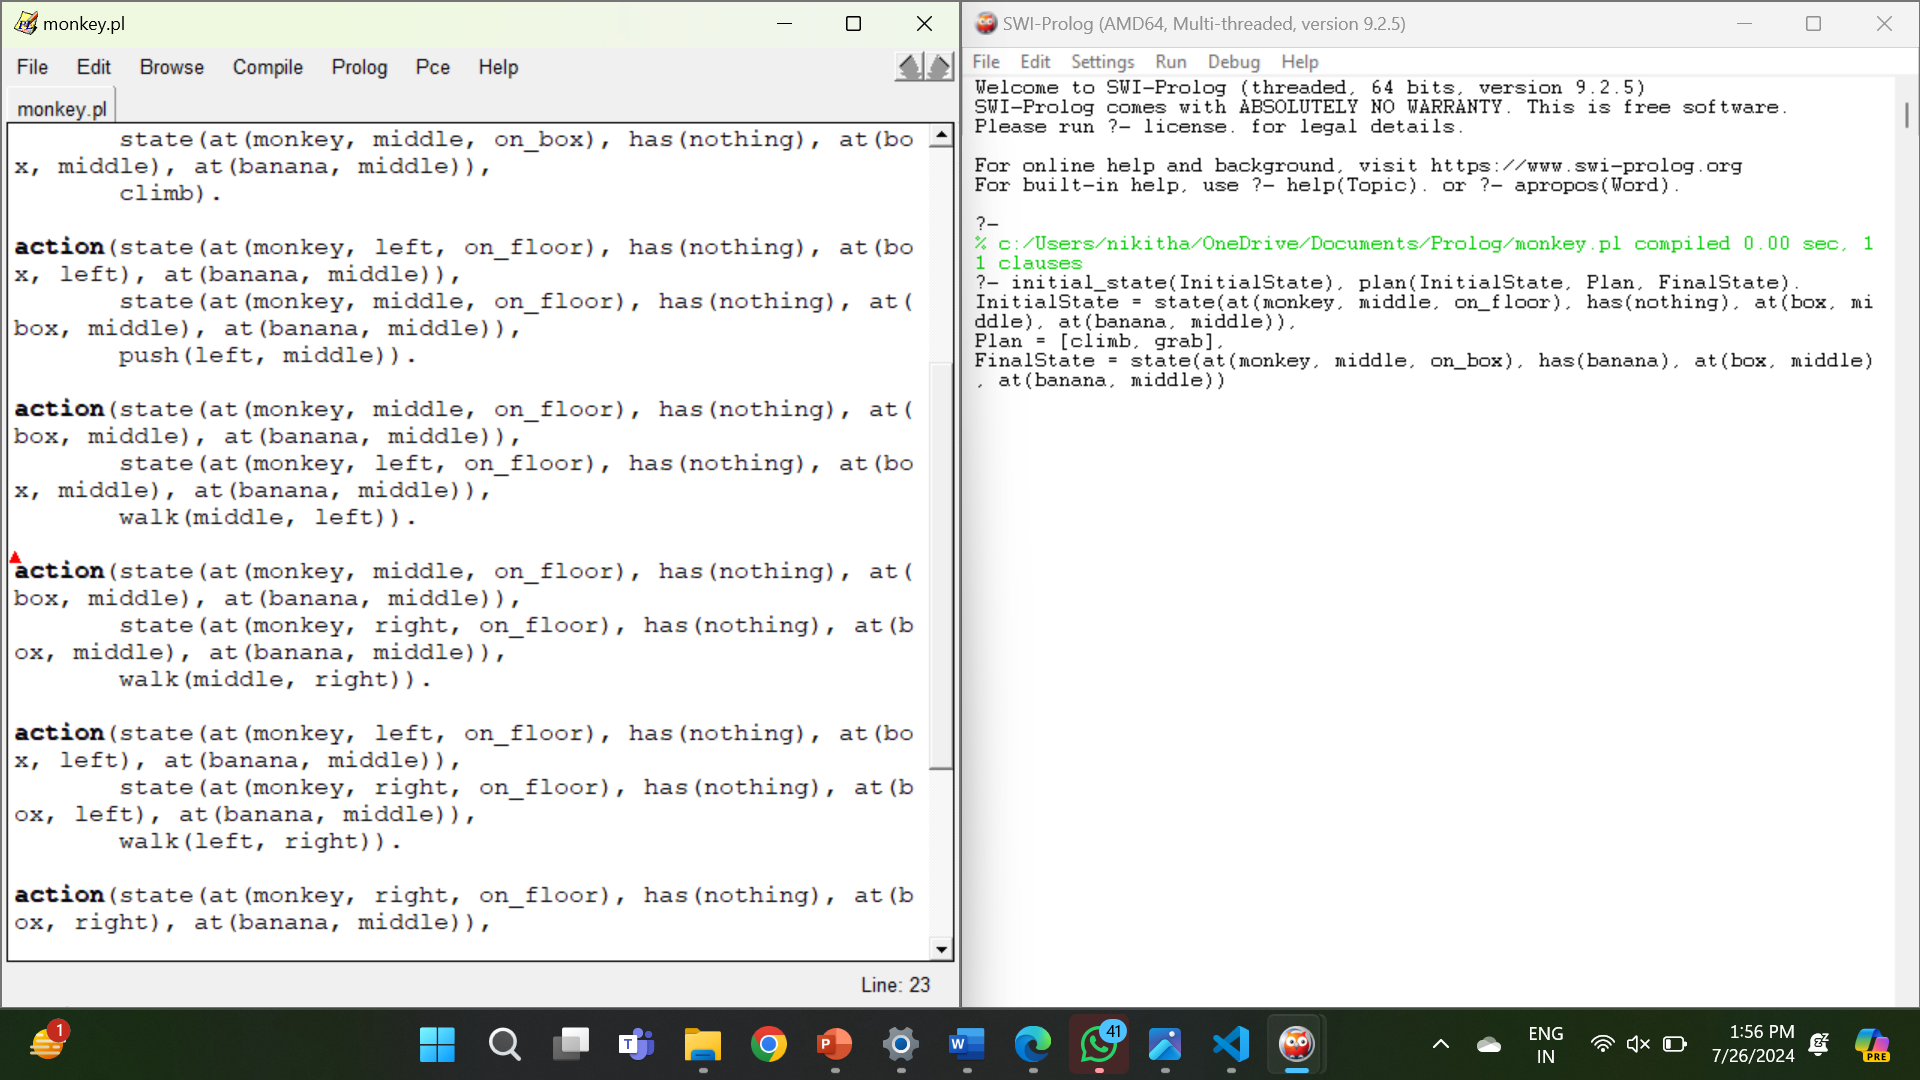 monkey.pl
File Edit Browse Compile Prolog Pce Help
monkey.pl
state(at(monkey, middle, on_box), has(nothing), at(bo
x, middle), at(banana, middle)),
climb).
action(state(at(monkey, left, on_floor), has(nothing), at(bo
x, left), at(banana, middle)),
state(at(monkey, middle, on_floor), has(nothing), at(
box, middle), at(banana, middle)),
push(left, middle)).
action(state(at(monkey, middle, on_floor), has(nothing), at(
box, middle), at(banana, middle)),
state(at(monkey, left, on_floor), has(nothing), at(bo
x, middle), at(banana, middle)),
walk(middle, left)).
action(state(at(monkey, middle, on_floor), has(nothing), at(
box, middle), at(banana, middle)),
state(at(monkey, right, on_floor), has(nothing), at(b
ox, middle), at(banana, middle)),
walk(middle, right)).
action(state(at(monkey, left, on_floor), has(nothing), at(bo
x, left), at(banana, middle)),
state(at(monkey, right, on_floor), has(nothing), at(b
ox, left), at(banana, middle)),
walk(left, right)).
action(state(at(monkey, right, on_floor), has(nothing), at(b
ox, right), at(banana, middle)),
Line: 23
SWI-Prolog (AMD64, Multi-threaded, version 9.2.5)
File Edit Settings Run Debug Help
Welcome to SWI-Prolog (threaded, 64 bits, version 9.2.5)
SWI-Prolog comes with ABSOLUTELY NO WARRANTY. This is free software.
Please run ?- license. for legal details.
For online help and background, visit https://www.swi-prolog.org
For built-in help, use ?- help(Topic). or ?- apropos(Word).
?-
% c:/Users/nikitha/OneDrive/Documents/Prolog/monkey.pl compiled 0.00 sec, 1
1 clauses
?- initial_state(InitialState), plan(InitialState, Plan, FinalState).
InitialState = state(at(monkey, middle, on_floor), has(nothing), at(box, mi
ddle), at(banana, middle)),
Plan = [climb, grab],
FinalState = state(at(monkey, middle, on_box), has(banana), at(box, middle)
, at(banana, middle))
1
T
P
W
41
PRE
ENG
IN
1:56 PM
7/26/2024